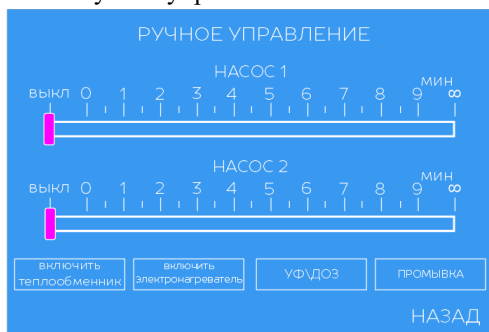 РУЧНОЕ УПРАВЛЕНИЕ
НАСОС 1
МИН
ВЫКЛ 0 1 2 3 4 5 6 7 8 9 ∞
НАСОС 2
МИН
ВЫКЛ 0 1 2 3 4 5 6 7 8 9 ∞
ВКЛЮЧИТЬ
ТЕПЛООБМЕННИК
ВКЛЮЧИТЬ
ЭЛЕКТРОНАГРЕВАТЕЛЬ
УФ\ДОЗ
ПРОМЫВКА
НАЗАД